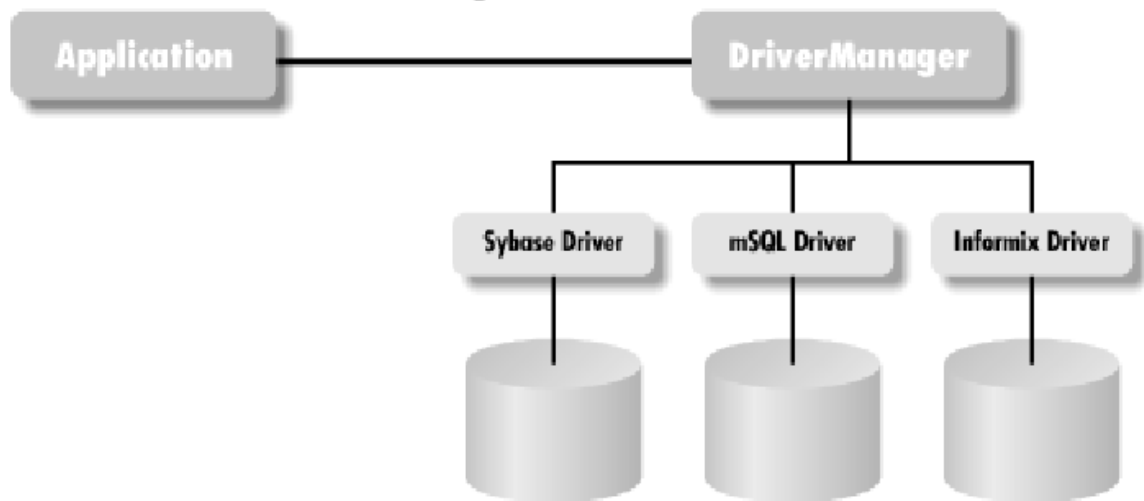 Application
DriverManager
Sybase Driver
mSQL Driver
Informix Driver